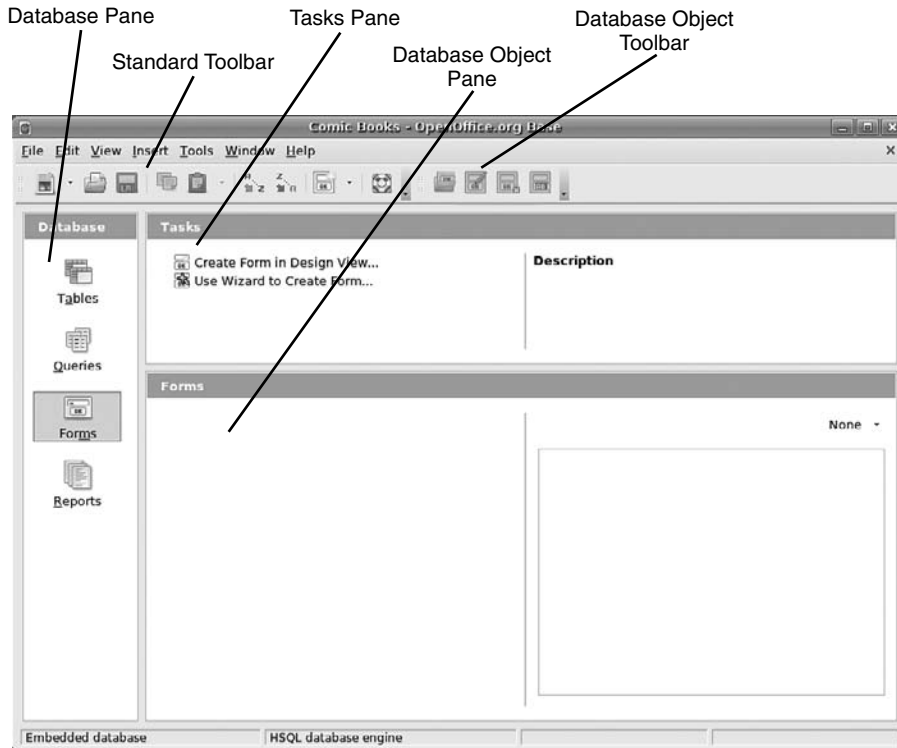 Database Pane
Tasks Pane
Database Object
Toolbar
Standard Toolbar
Database Object
Pane
Comic Books - OpenOffice.org Base
File Edit View Insert Tools Window Help
Database
Tasks
Create Form in Design View...
Use Wizard to Create Form...
Description
Tables
Queries
Forms
Reports
Forms
None
Embedded database
HSQL database engine